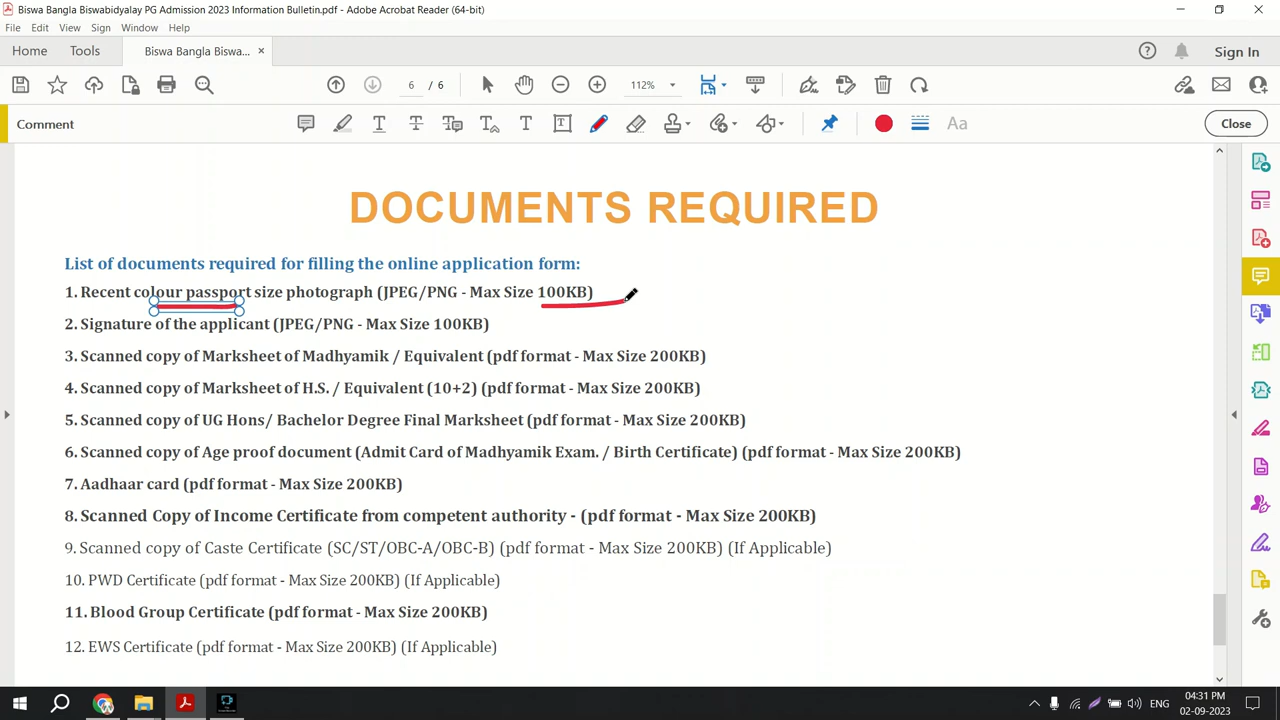 Biswa Bangla Biswabidyalay PG Admission 2023 Information Bulletin.pdf - Adobe Acrobat Reader (64-bit)
File Edit View Sign Window Help
Home Tools Biswa Bangla Biswa... × Sign In
6 / 6 112%
Comment Aa Close
DOCUMENTS REQUIRED
List of documents required for filling the online application form:
1. Recent colour passport size photograph (JPEG/PNG - Max Size 100KB)
2. Signature of the applicant (JPEG/PNG - Max Size 100KB)
3. Scanned copy of Marksheet of Madhyamik / Equivalent (pdf format - Max Size 200KB)
4. Scanned copy of Marksheet of H.S. / Equivalent (10+2) (pdf format - Max Size 200KB)
5. Scanned copy of UG Hons/ Bachelor Degree Final Marksheet (pdf format - Max Size 200KB)
6. Scanned copy of Age proof document (Admit Card of Madhyamik Exam. / Birth Certificate) (pdf format - Max Size 200KB)
7. Aadhaar card (pdf format - Max Size 200KB)
8. Scanned Copy of Income Certificate from competent authority - (pdf format - Max Size 200KB)
9. Scanned copy of Caste Certificate (SC/ST/OBC-A/OBC-B) (pdf format - Max Size 200KB) (If Applicable)
10. PWD Certificate (pdf format - Max Size 200KB) (If Applicable)
11. Blood Group Certificate (pdf format - Max Size 200KB)
12. EWS Certificate (pdf format - Max Size 200KB) (If Applicable)
ENG
04:31 PM
02-09-2023